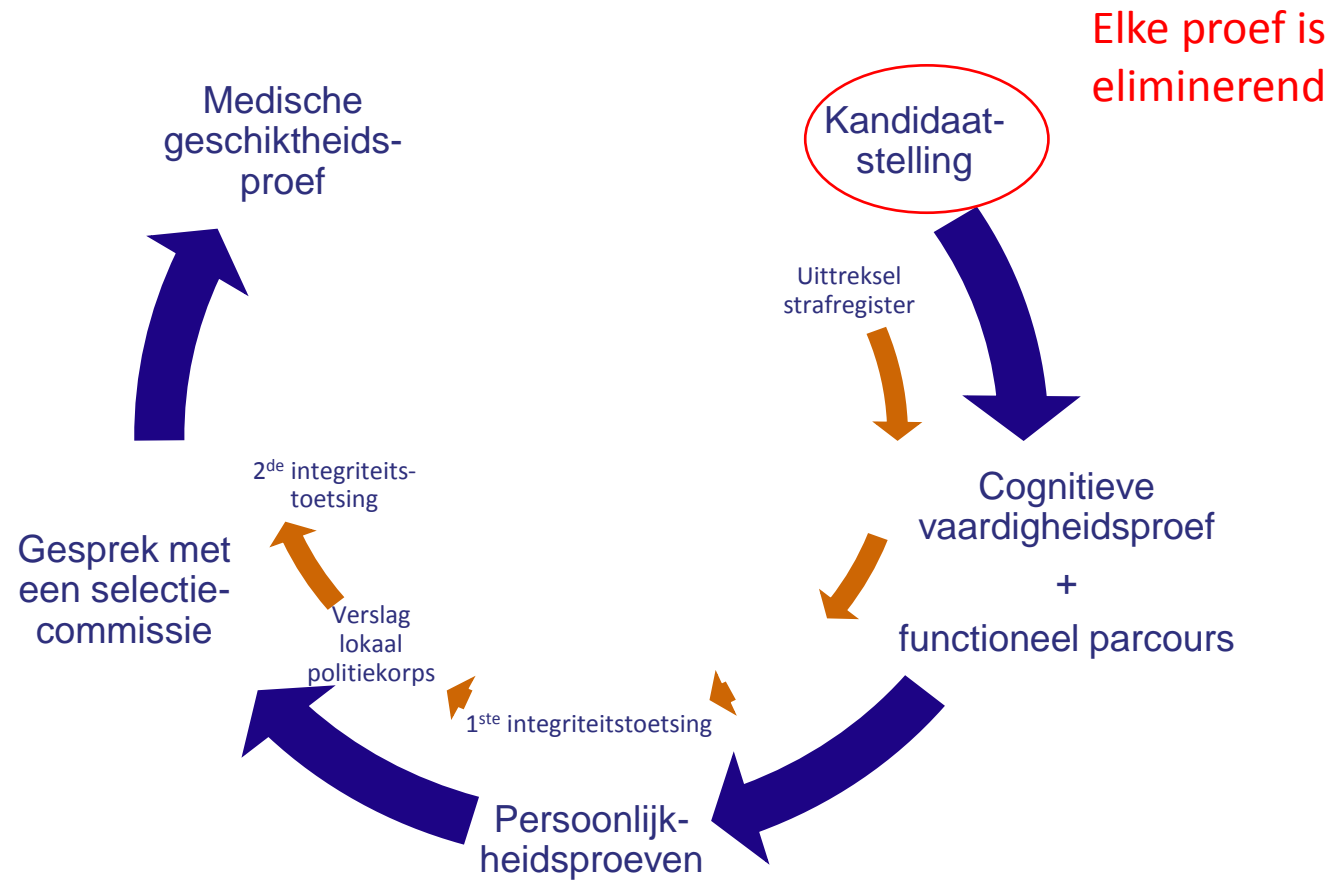 Elke proef is
eliminerend
Kandidaat-
stelling
Uittreksel
strafregister
Cognitieve
vaardigheidsproef
+
functioneel parcours
Persoonlijk-
heidsproeven
1ste integriteitstoetsing
Verslag
lokaal
politiekorps
Gesprek met
een selectie-
commissie
2de integriteits-
toetsing
Medische
geschiktheids-
proef